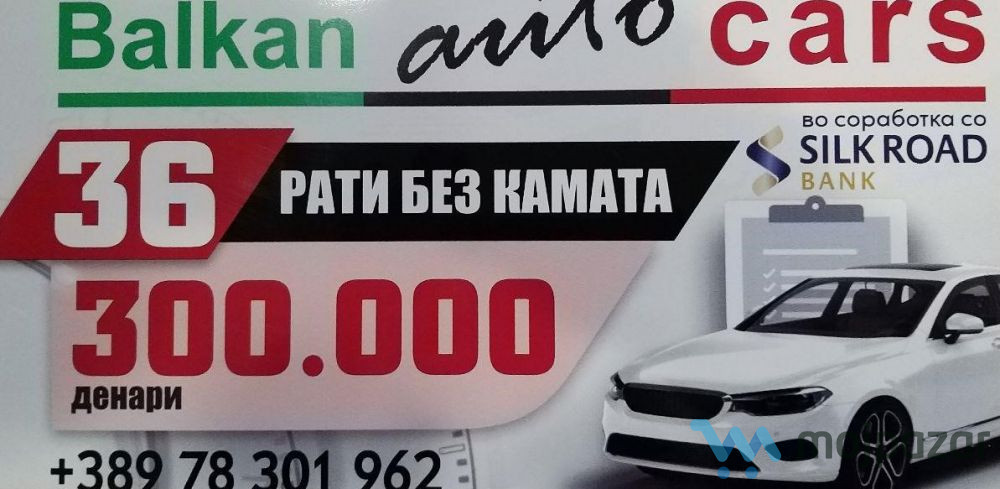 Balkan auto cars
во соработка со
SILK ROAD
BANK
36 РАТИ БЕЗ КАМАТА
300.000
денари
+389 78 301 962